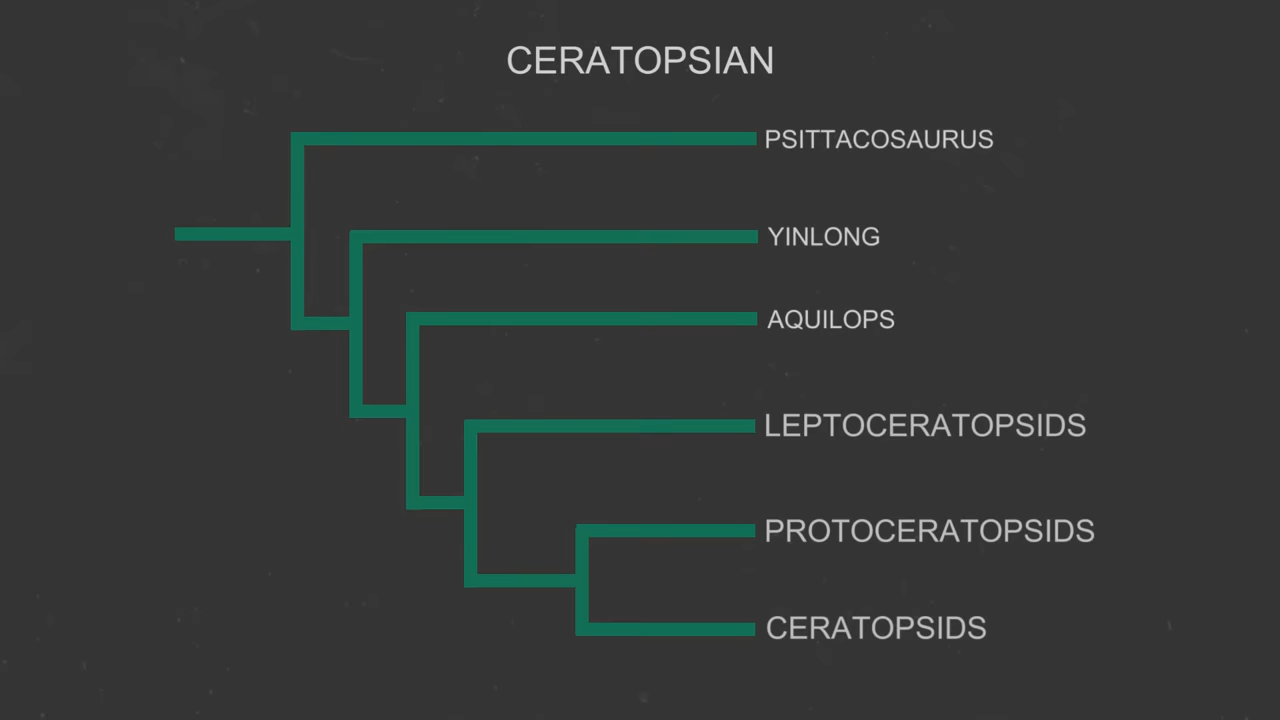 CERATOPSIAN
PSITTACOSAURUS
YINLONG
AQUILOPS
LEPTOCERATOPSIDS
PROTOCERATOPSIDS
CERATOPSIDS